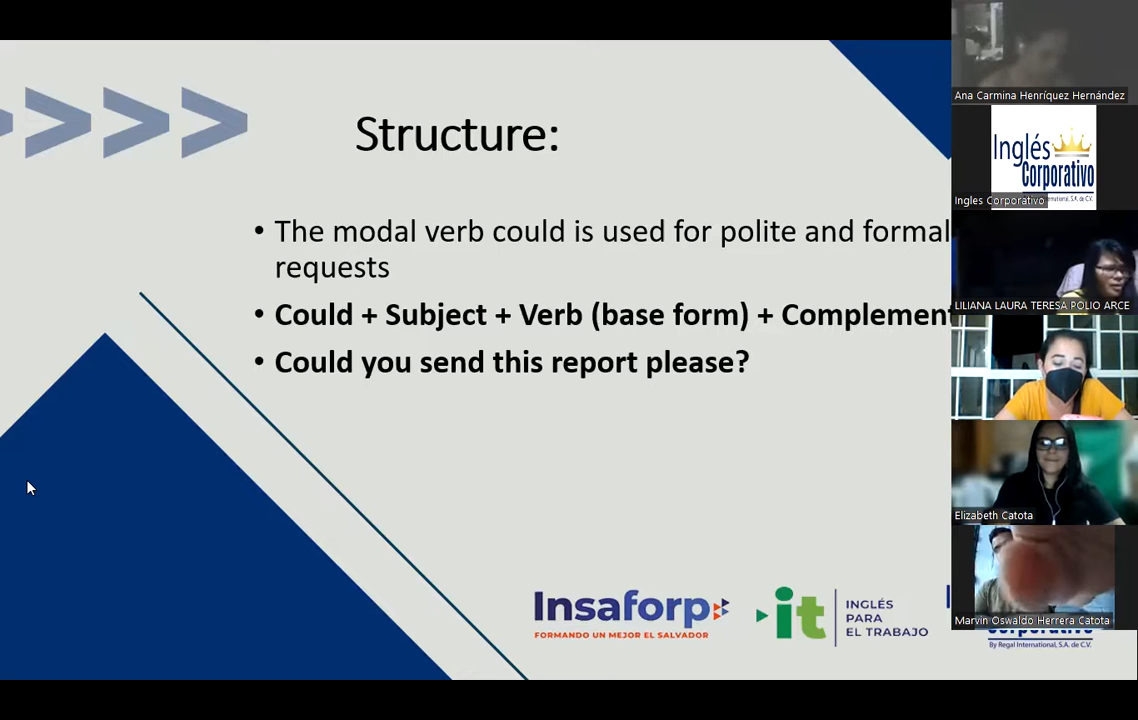 Structure:
• The modal verb could is used for polite and formal
requests
• Could + Subject + Verb (base form) + Complement
• Could you send this report please?
Insaforp
FORMANDO UN MEJOR EL SALVADOR
it
INGLÉS
PARA
EL TRABAJO
Corporativo
By Regal International, S.A. de C.V.
Ana Carmina Henríquez Hernández
Inglés
Corporativo
rnational, S.A. de C.V.
Ingles Corporativo
LILIANA LAURA TERESA POLIO ARCE
Elizabeth Catota
Marvin Oswaldo Herrera Catota